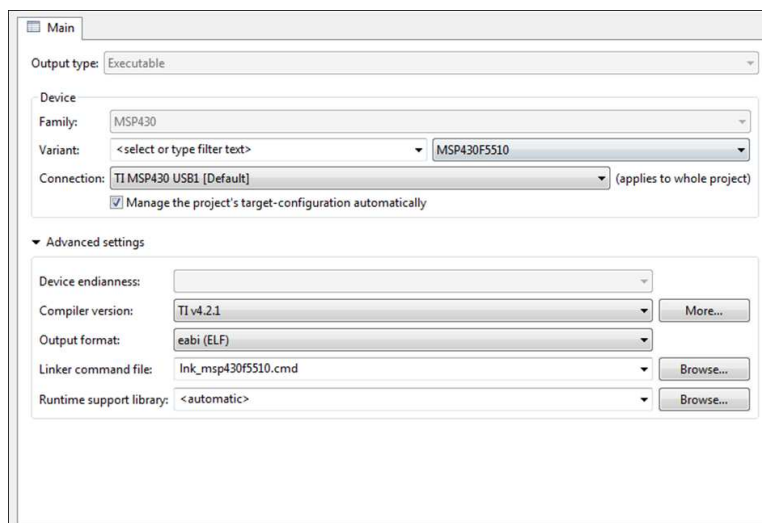 Main
Output type: Executable
Device
Family: MSP430
Variant: <select or type filter text> MSP430F5510
Connection: TI MSP430 USB1 [Default] (applies to whole project)
Manage the project's target-configuration automatically
Advanced settings
Device endianness:
Compiler version: TI v4.2.1 More...
Output format: eabi (ELF)
Linker command file: lnk_msp430f5510.cmd Browse...
Runtime support library: <automatic> Browse...